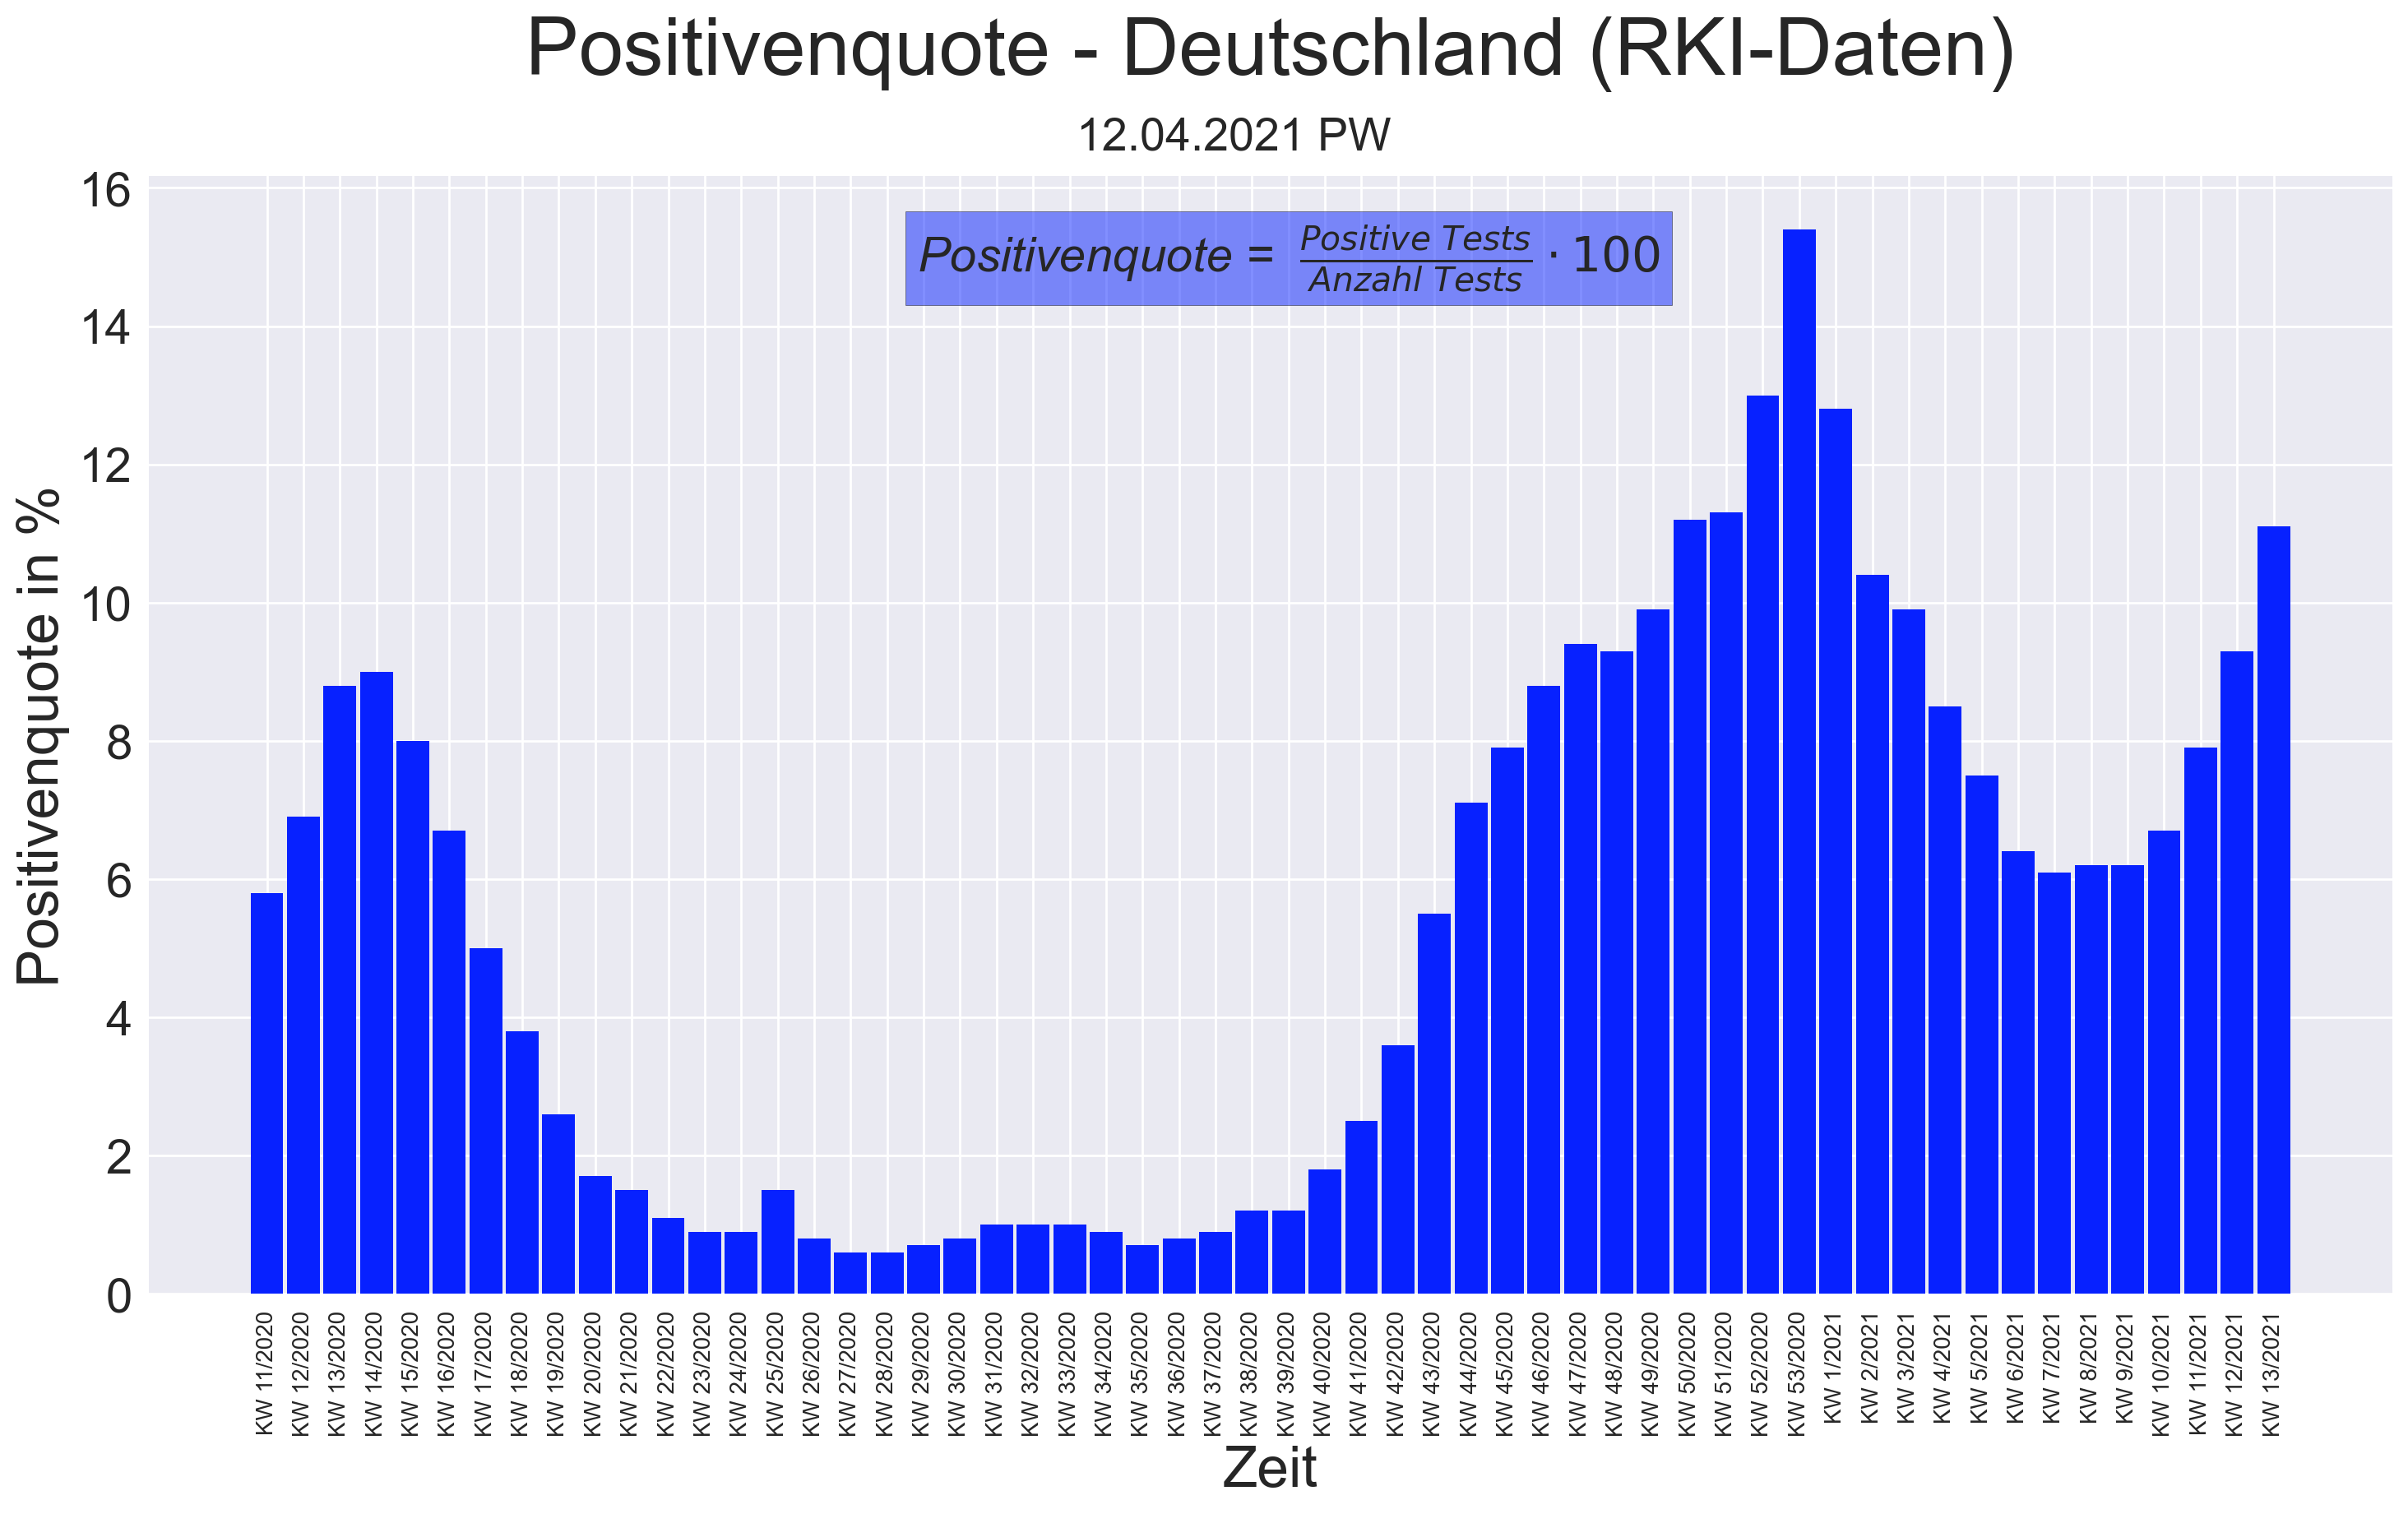 Positivenquote - Deutschland (RKI-Daten)
12.04.2021 PW
Positivenquote = Positive Tests / Anzahl Tests · 100
Positivenquote in %
16
14
12
10
8
6
4
2
0
KW 11/2020
KW 12/2020
KW 13/2020
KW 14/2020
KW 15/2020
KW 16/2020
KW 17/2020
KW 18/2020
KW 19/2020
KW 20/2020
KW 21/2020
KW 22/2020
KW 23/2020
KW 24/2020
KW 25/2020
KW 26/2020
KW 27/2020
KW 28/2020
KW 29/2020
KW 30/2020
KW 31/2020
KW 32/2020
KW 33/2020
KW 34/2020
KW 35/2020
KW 36/2020
KW 37/2020
KW 38/2020
KW 39/2020
KW 40/2020
KW 41/2020
KW 42/2020
KW 43/2020
KW 44/2020
KW 45/2020
KW 46/2020
KW 47/2020
KW 48/2020
KW 49/2020
KW 50/2020
KW 51/2020
KW 52/2020
KW 53/2020
KW 1/2021
KW 2/2021
KW 3/2021
KW 4/2021
KW 5/2021
KW 6/2021
KW 7/2021
KW 8/2021
KW 9/2021
KW 10/2021
KW 11/2021
KW 12/2021
KW 13/2021
Zeit